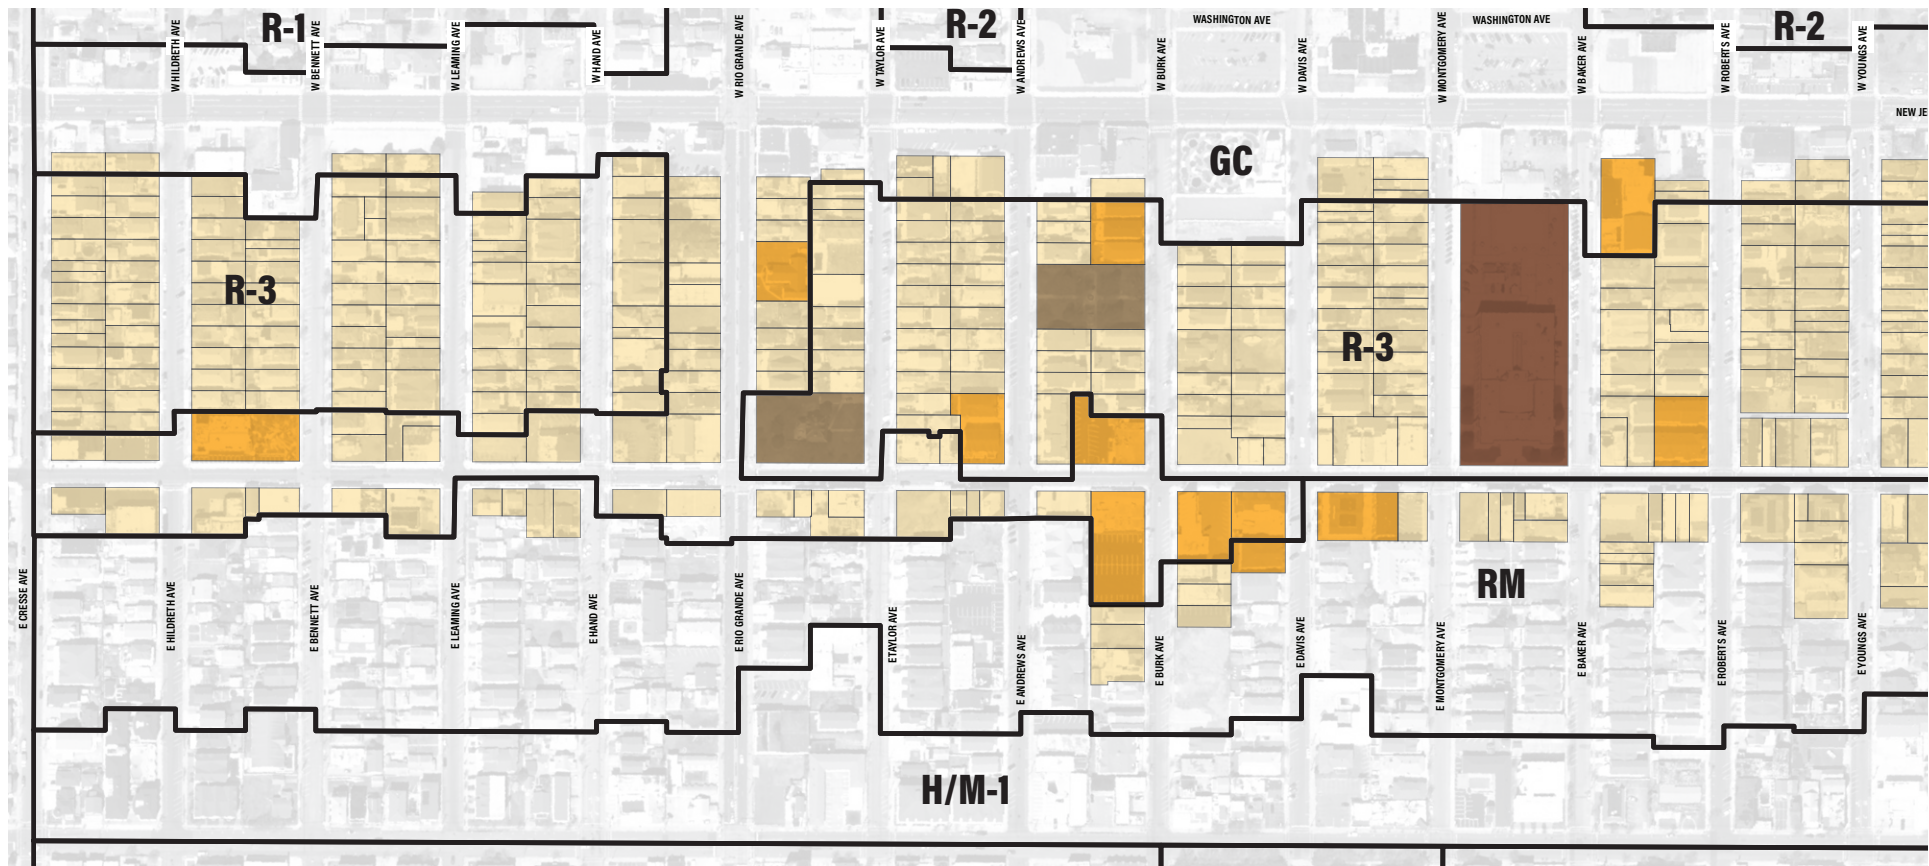 R-1
R-2
WASHINGTON AVE
WASHINGTON AVE
R-2
W HILDRETH AVE
W BENNETT AVE
W LEAMING AVE
W HAND AVE
W RIO GRANDE AVE
W TAYLOR AVE
W ANDREWS AVE
W BURK AVE
W DAVIS AVE
W MONTGOMERY AVE
W BAKER AVE
W ROBERTS AVE
W YOUNGS AVE
NEW JE
GC
R-3
R-3
RM
E CRESSE AVE
E HILDRETH AVE
E BENNETT AVE
E LEAMING AVE
E HAND AVE
E RIO GRANDE AVE
E TAYLOR AVE
E ANDREWS AVE
E BURK AVE
E DAVIS AVE
E MONTGOMERY AVE
E BAKER AVE
E ROBERTS AVE
E YOUNGS AVE
H/M-1